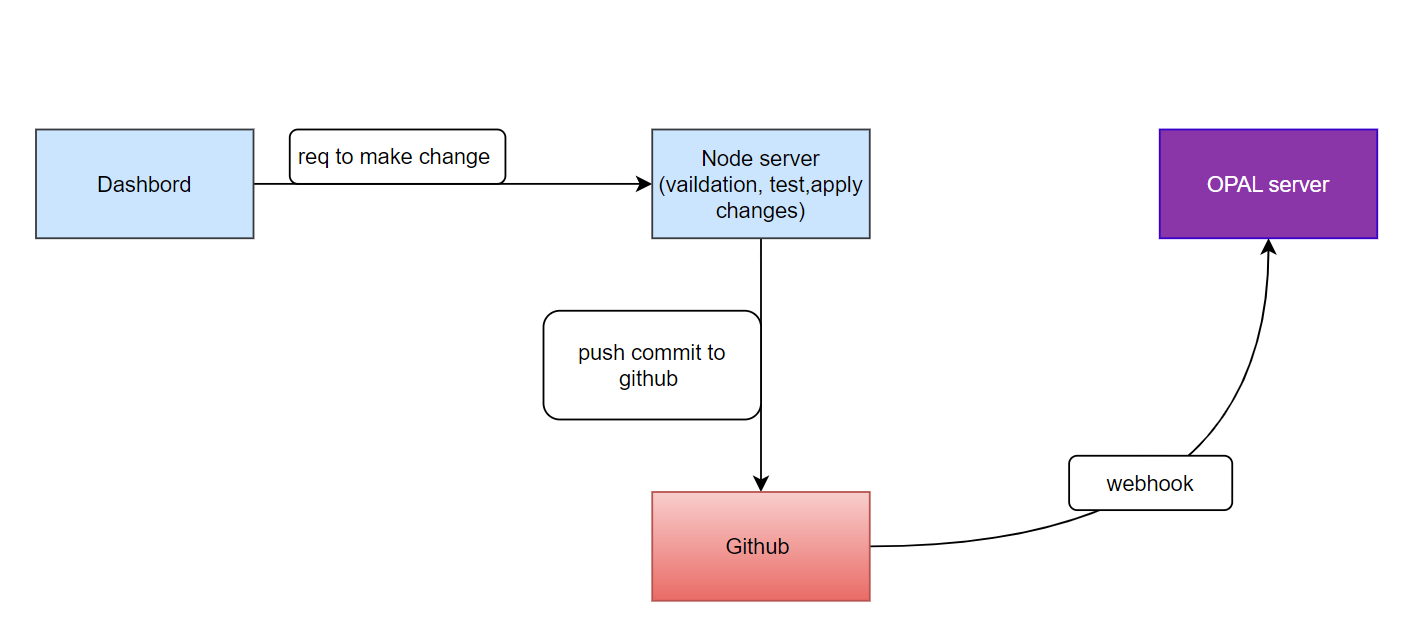 req to make change
Dashbord
Node server
(vaildation, test,apply
changes)
OPAL server
push commit to
github
webhook
Github